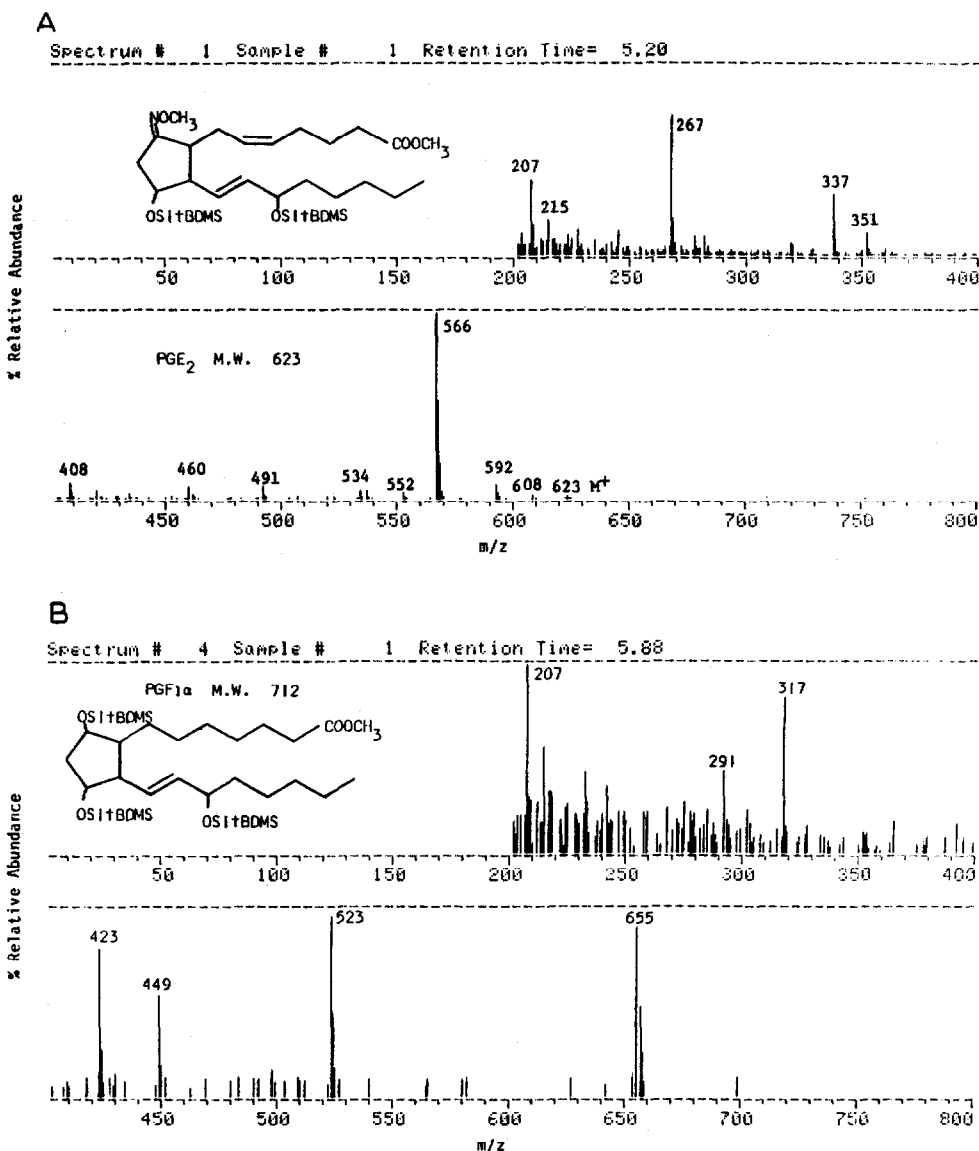 A
Spectrum # 1 Sample # 1 Retention Time= 5.20
NOCH3
COOCH3
OSitBDMS OSitBDMS
207
215
267
337
351
50 100 150 200 250 300 350 400
% Relative Abundance
PGE2 M.W. 623
566
408 460 491 534 552 592 608 623 M+
450 500 550 600 650 700 750 800
m/z
B
Spectrum # 4 Sample # 1 Retention Time= 5.88
PGF1α M.W. 712
OSitBDMS
COOCH3
OSitBDMS OSitBDMS
207
291
317
50 100 150 200 250 300 350 400
% Relative Abundance
423
449
523
655
450 500 550 600 650 700 750 800
m/z